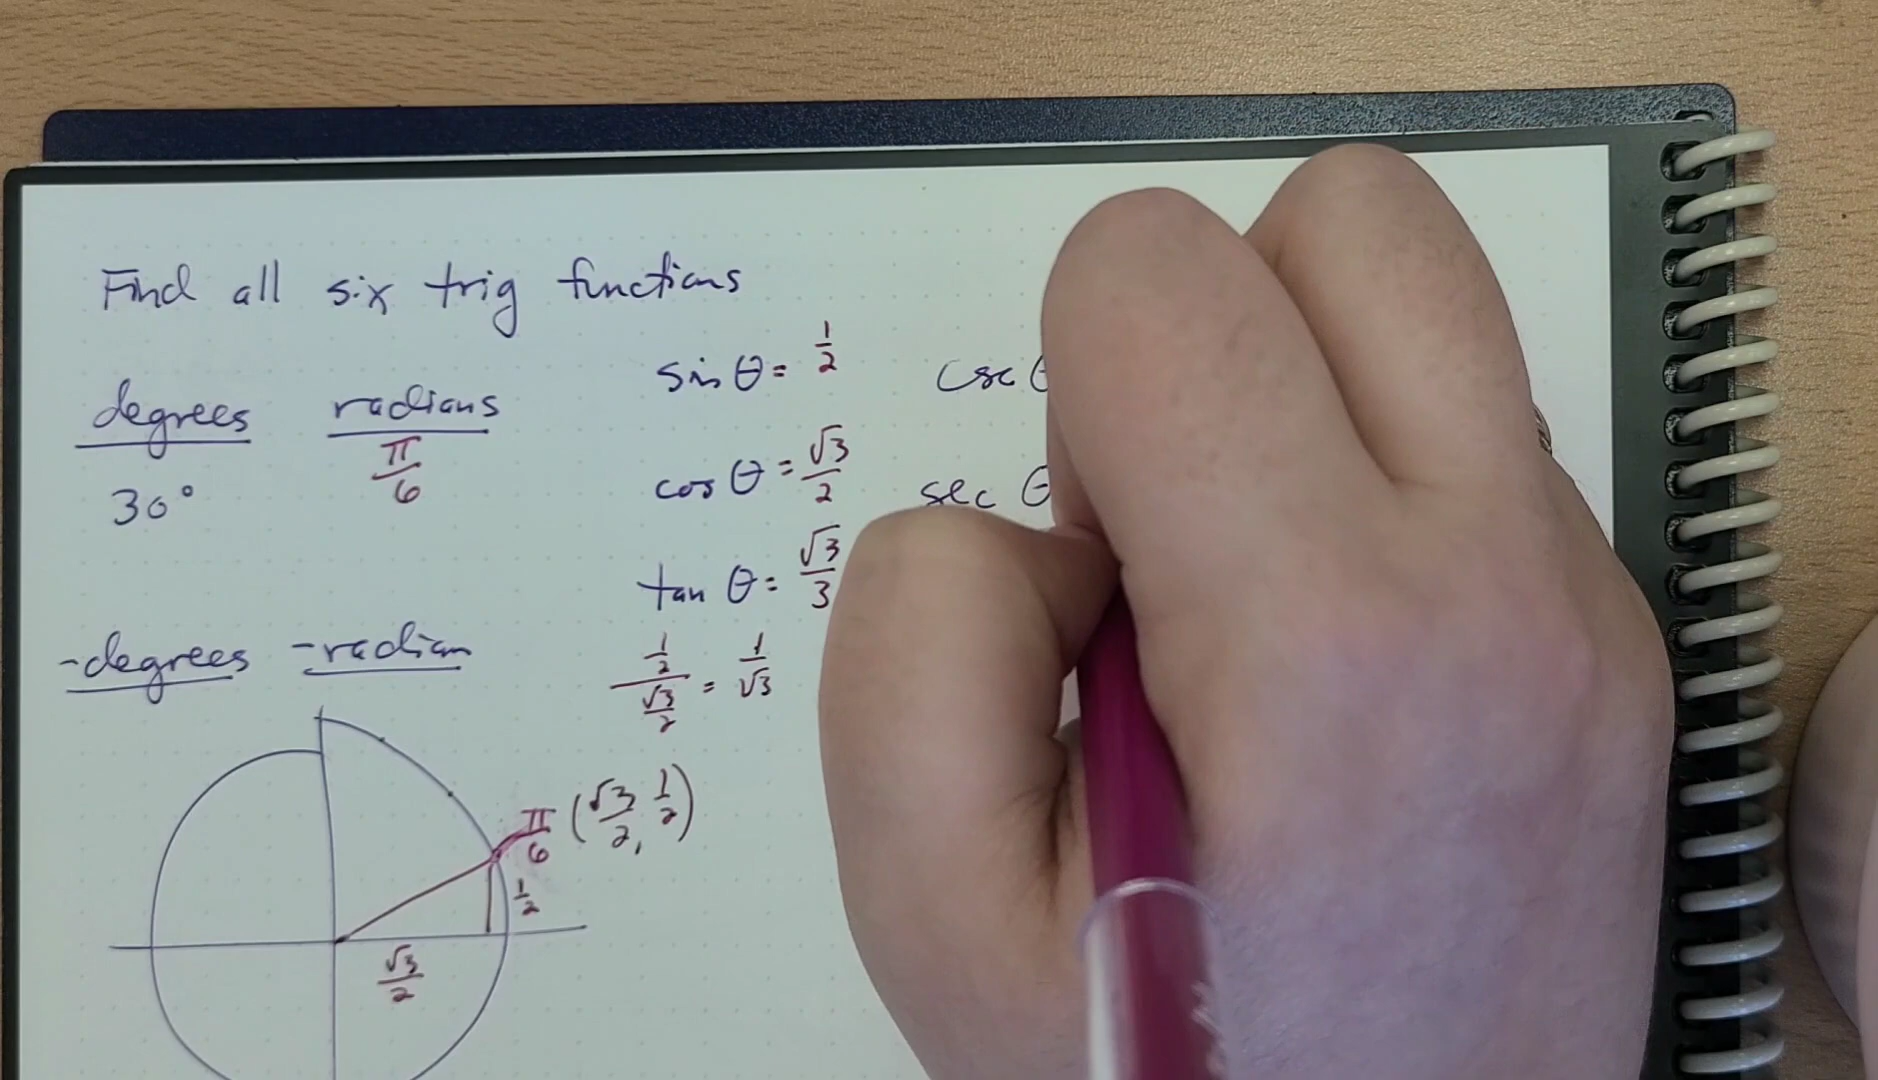 Find all six trig functions
degrees radians
30° π/6
sin θ = 1/2
csc θ
cos θ = √3/2
sec θ
tan θ = √3/3
(1/2)/(√3/2) = 1/√3
-degrees -radian
π/6 (√3/2, 1/2)
1/2
√3/2